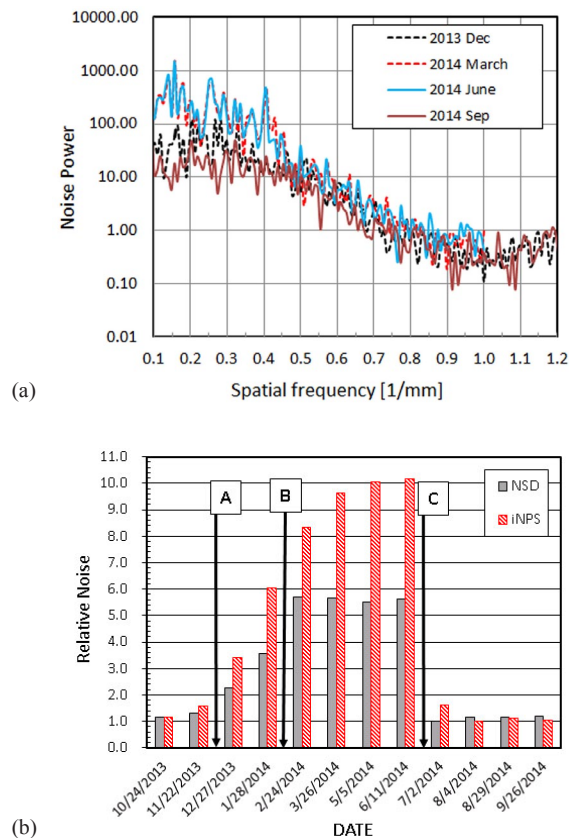 (a)
10000.00
1000.00
100.00
10.00
1.00
0.10
0.01
Noise Power
2013 Dec
2014 March
2014 June
2014 Sep
0.1 0.2 0.3 0.4 0.5 0.6 0.7 0.8 0.9 1.0 1.1 1.2
Spatial frequency [1/mm]
(b)
11.0
10.0
9.0
8.0
7.0
6.0
5.0
4.0
3.0
2.0
1.0
0.0
Relative Noise
A
B
C
NSD
iNPS
10/24/2013
11/22/2013
12/27/2013
1/28/2014
2/24/2014
3/26/2014
5/5/2014
6/11/2014
7/2/2014
8/4/2014
8/29/2014
9/26/2014
DATE